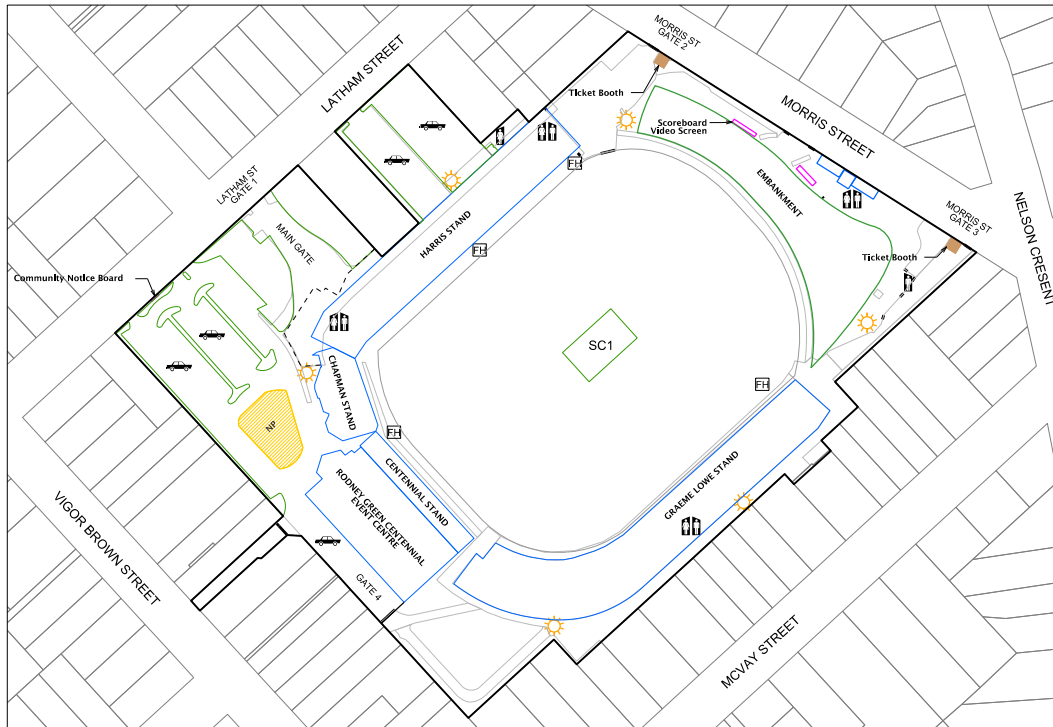 MORRIS ST
GATE 2
LATHAM STREET
Ticket Booth
MORRIS STREET
Scoreboard
Video Screen
FH
EMBANKMENT
LATHAM ST
GATE 1
NELSON CRESENT
MORRIS ST
GATE 3
HARRIS STAND
MAIN GATE
FH
Ticket Booth
Community Notice Board
SC1
CHAPMAN STAND
FH
NP
FH
CENTENNIAL STAND
GRAEME LOWE STAND
RODNEY GREEN CENTENNIAL
EVENT CENTRE
VIGOR BROWN STREET
GATE 4
MCVAY STREET